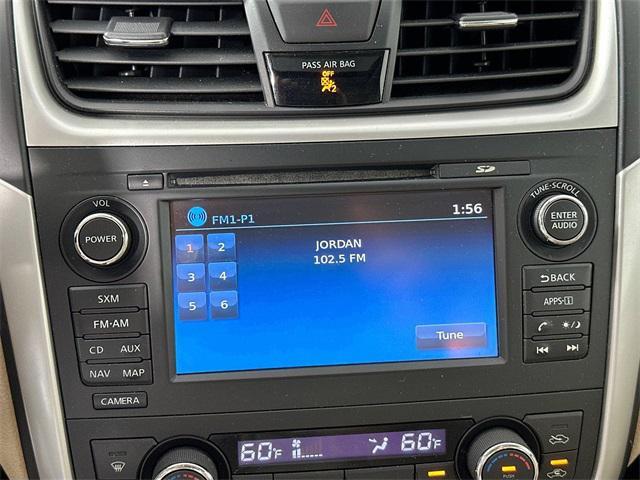 PASS AIR BAG
OFF
2
SD
VOL
POWER
FM1-P1
1:56
1 2
3 4
5 6
JORDAN
102.5 FM
Tune
TUNE·SCROLL
ENTER
AUDIO
SXM
FM·AM
CD AUX
NAV MAP
CAMERA
BACK
APPS·i
60°F
60°F
PUSH